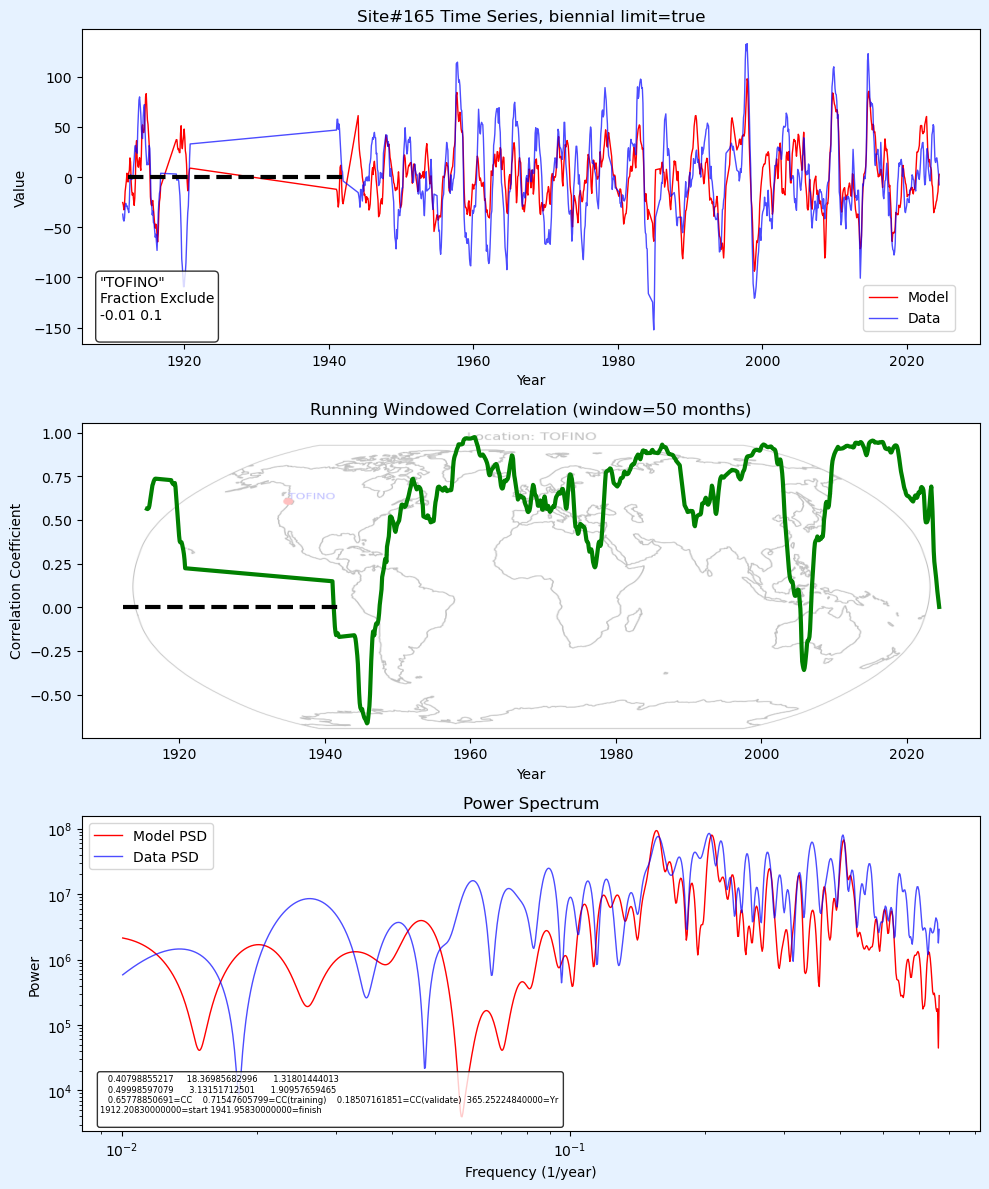 Site#165 Time Series, biennial limit=true
Value
100
50
0
−50
−100
−150
"TOFINO"
Fraction Exclude
-0.01 0.1
Model
Data
1920
1940
1960
1980
2000
2020
Year
Running Windowed Correlation (window=50 months)
Location: TOFINO
TOFINO
Correlation Coefficient
1.00
0.75
0.50
0.25
0.00
−0.25
−0.50
1920
1940
1960
1980
2000
2020
Year
Power Spectrum
Model PSD
Data PSD
Power
10⁸
10⁷
10⁶
10⁵
10⁴
0.40798855217 18.36985682996 1.31801444013
0.49998597079 3.13151712501 1.90957659465
0.65778850691=CC 0.71547605799=CC(training) 0.18507161851=CC(validate) 365.25224840000=Yr
1912.20830000000=start 1941.95830000000=finish
10⁻²
10⁻¹
Frequency (1/year)